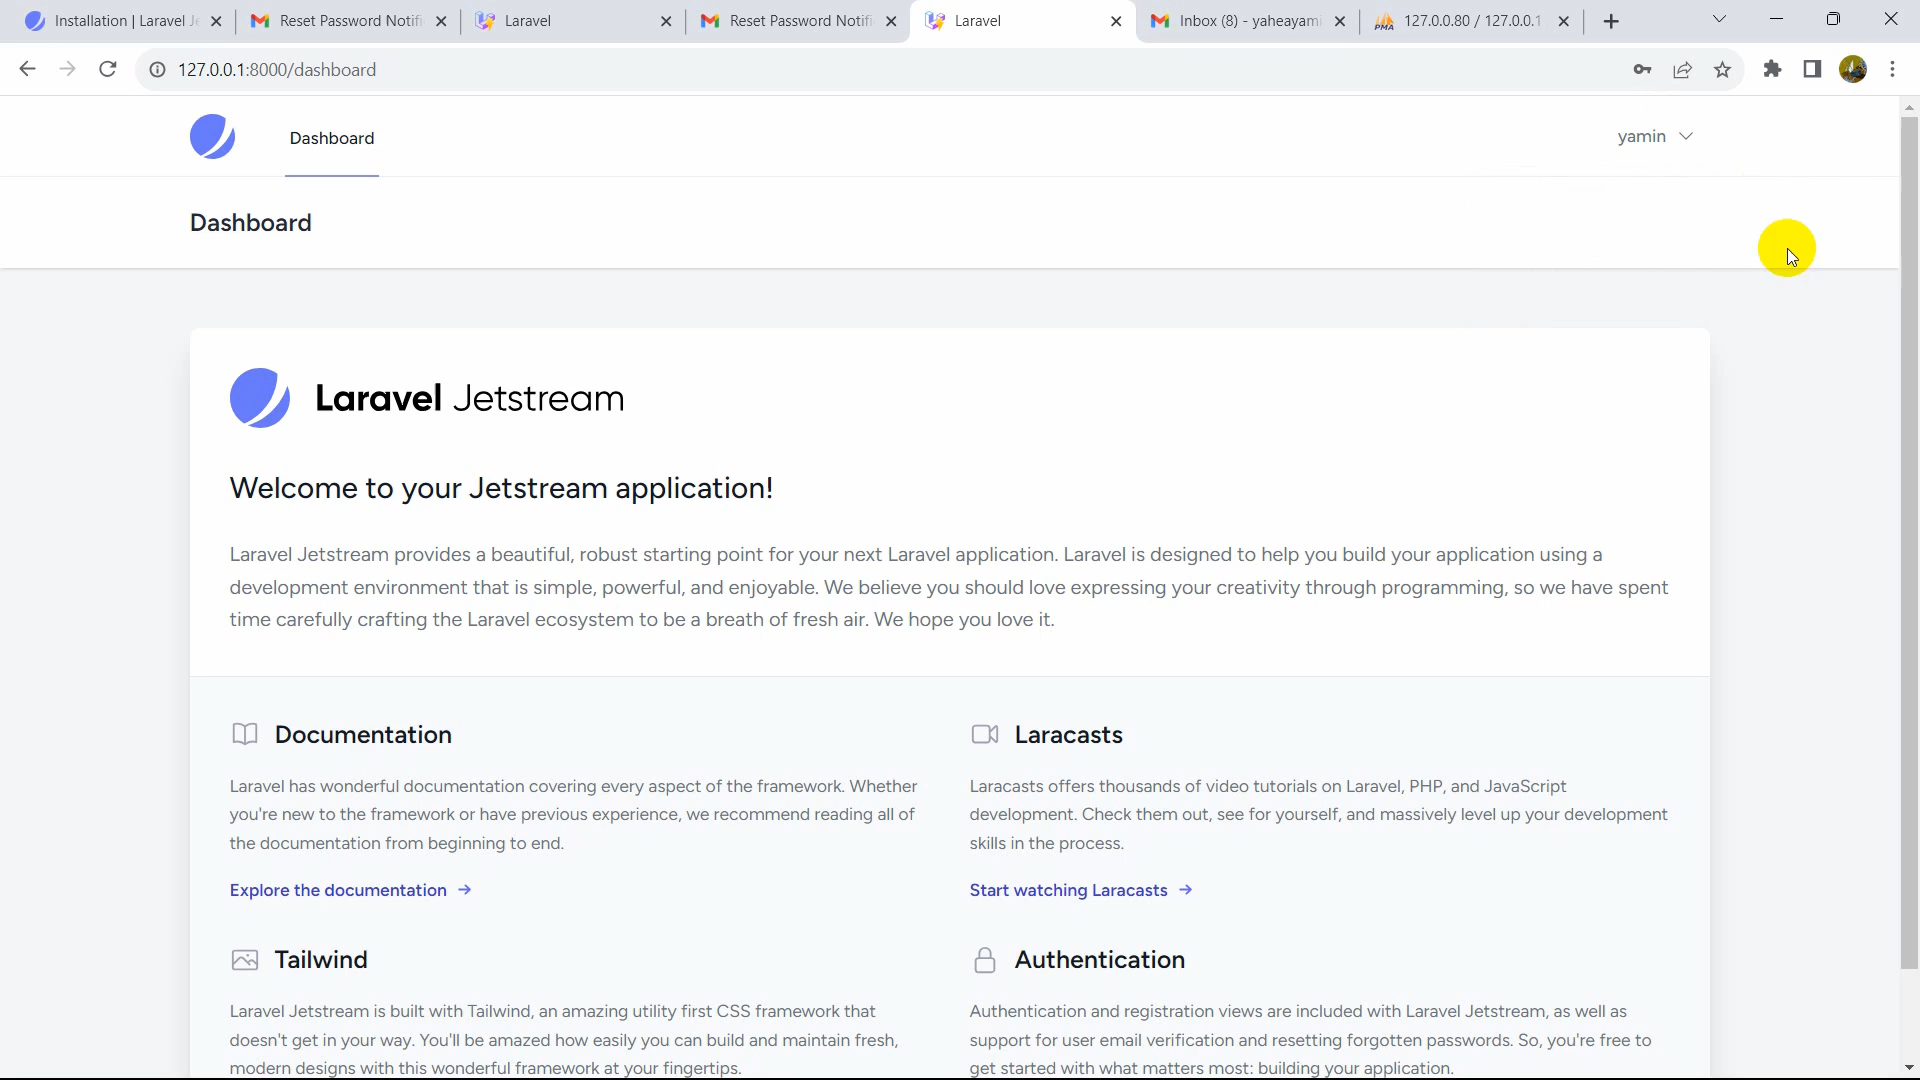 Installation | Laravel Je
Reset Password Notifi
Laravel
Reset Password Notifi
Laravel
Inbox (8) - yaheayami
127.0.0.80 / 127.0.0.1
127.0.0.1:8000/dashboard
Dashboard
yamin
Dashboard
Laravel Jetstream
Welcome to your Jetstream application!
Laravel Jetstream provides a beautiful, robust starting point for your next Laravel application. Laravel is designed to help you build your application using a
development environment that is simple, powerful, and enjoyable. We believe you should love expressing your creativity through programming, so we have spent
time carefully crafting the Laravel ecosystem to be a breath of fresh air. We hope you love it.
Documentation
Laravel has wonderful documentation covering every aspect of the framework. Whether
you're new to the framework or have previous experience, we recommend reading all of
the documentation from beginning to end.
Explore the documentation
Laracasts
Laracasts offers thousands of video tutorials on Laravel, PHP, and JavaScript
development. Check them out, see for yourself, and massively level up your development
skills in the process.
Start watching Laracasts
Tailwind
Laravel Jetstream is built with Tailwind, an amazing utility first CSS framework that
doesn't get in your way. You'll be amazed how easily you can build and maintain fresh,
modern designs with this wonderful framework at your fingertips.
Authentication
Authentication and registration views are included with Laravel Jetstream, as well as
support for user email verification and resetting forgotten passwords. So, you're free to
get started with what matters most: building your application.